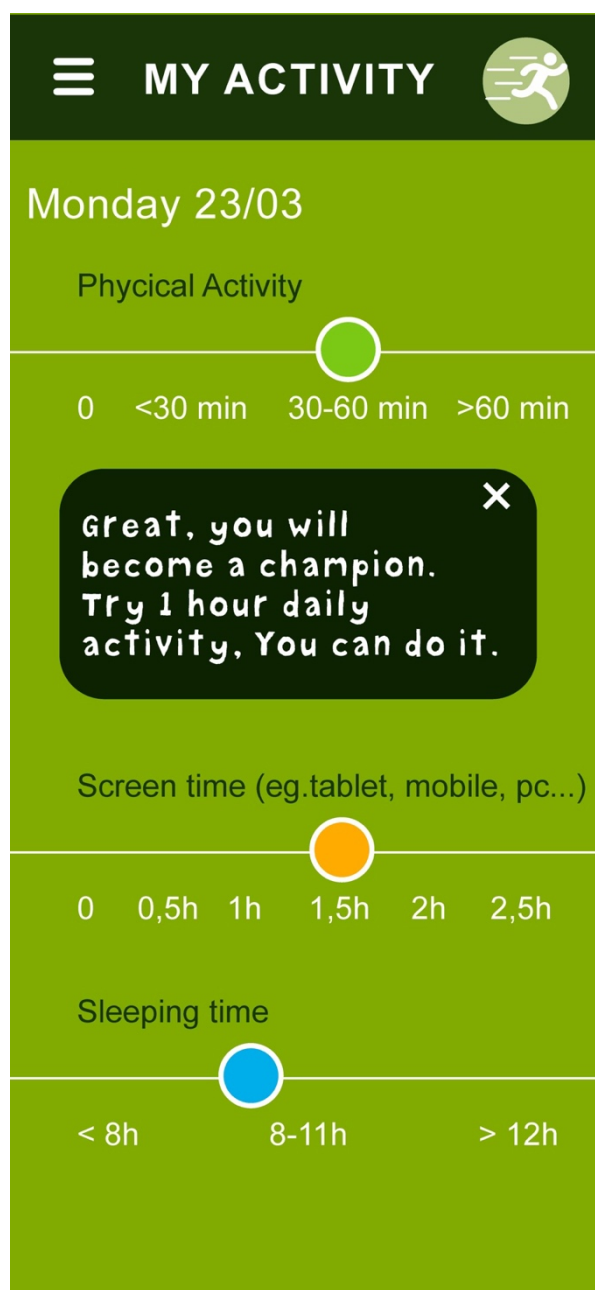 MY ACTIVITY
Monday 23/03
Phycical Activity
0 <30 min 30-60 min >60 min
Great, you will
become a champion.
Try 1 hour daily
activity, You can do it.
Screen time (eg.tablet, mobile, pc...)
0 0,5h 1h 1,5h 2h 2,5h
Sleeping time
< 8h 8-11h > 12h